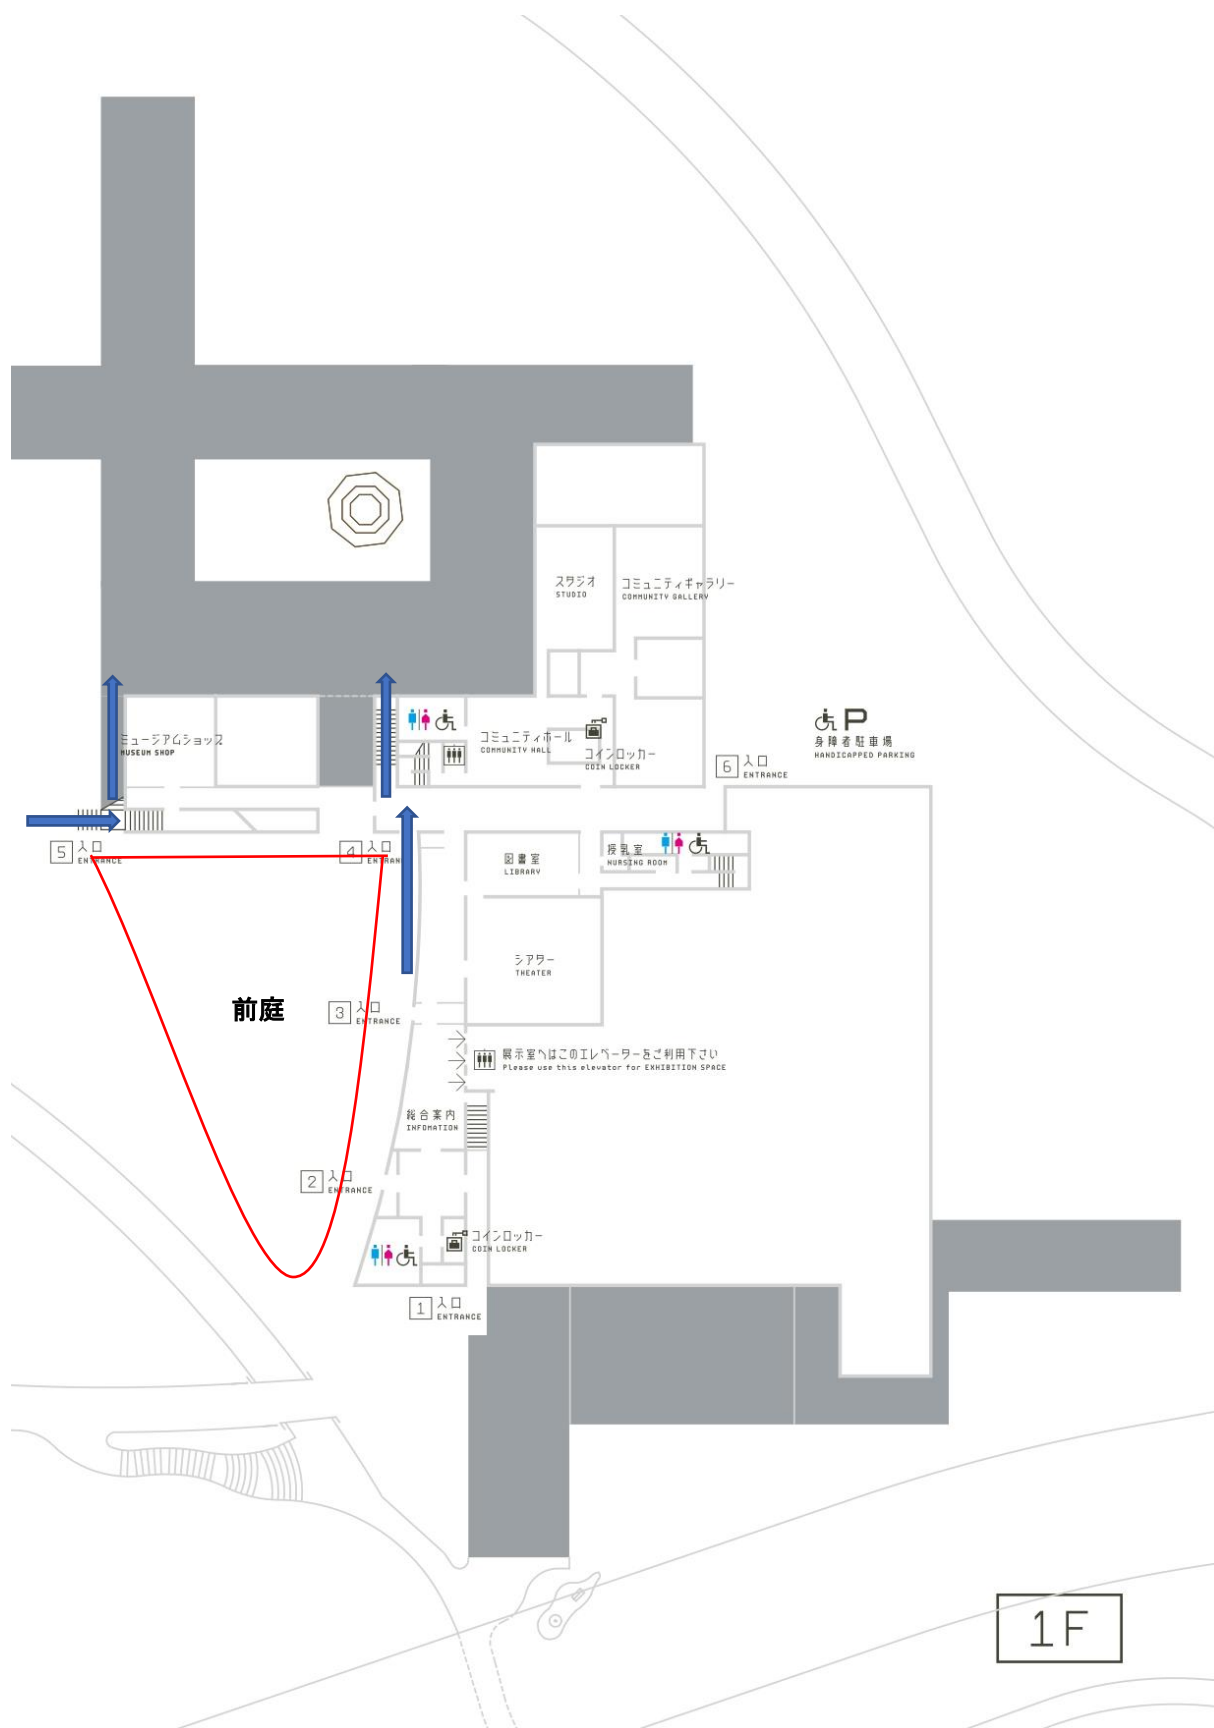 スタジオ
STUDIO
コミュニティギャラリー
COMMUNITY GALLERY
ミュージアムショップ
MUSEUM SHOP
コミュニティホール
COMMUNITY HALL
コインロッカー
COIN LOCKER
P
身障者駐車場
HANDICAPPED PARKING
6 入口
ENTRANCE
5 入口
ENTRANCE
4 入口
ENTRAN
図書室
LIBRARY
授乳室
NURSING ROOM
シアター
THEATER
前庭
3 入口
ENTRANCE
展示室へはこのエレベーターをご利用下さい
Please use this elevator for EXHIBITION SPACE
総合案内
INFOMATION
2 入口
ENTRANCE
コインロッカー
COIN LOCKER
1 入口
ENTRANCE
1F